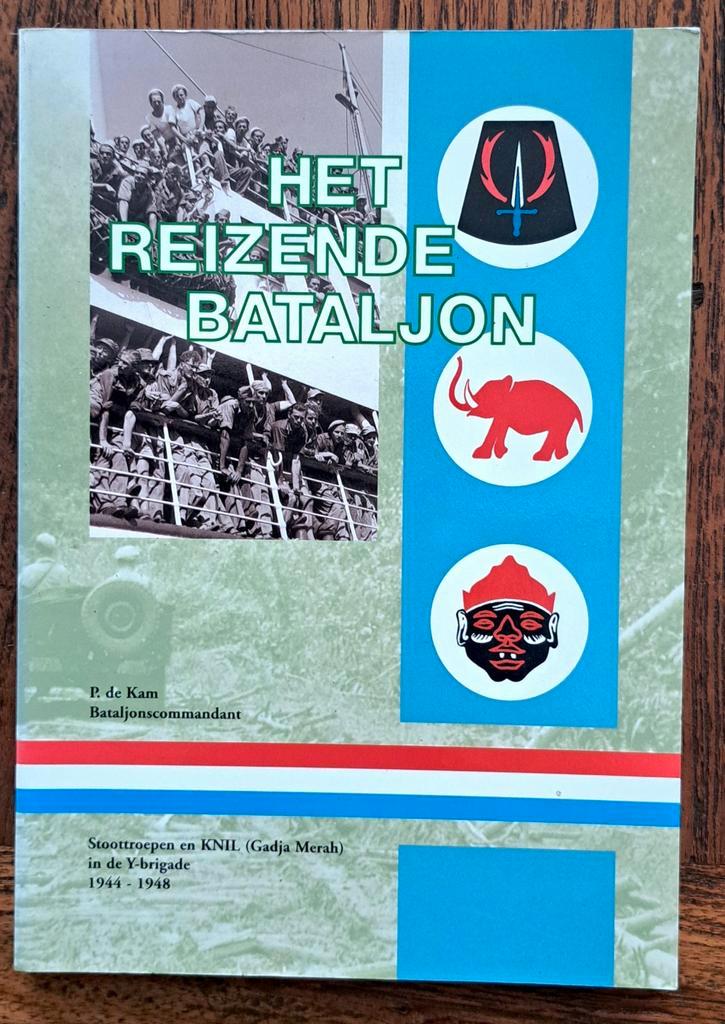 HET
REIZENDE
BATALJON
P. de Kam
Bataljonscommandant
Stoottroepen en KNIL (Gadja Merah)
in de Y-brigade
1944 - 1948